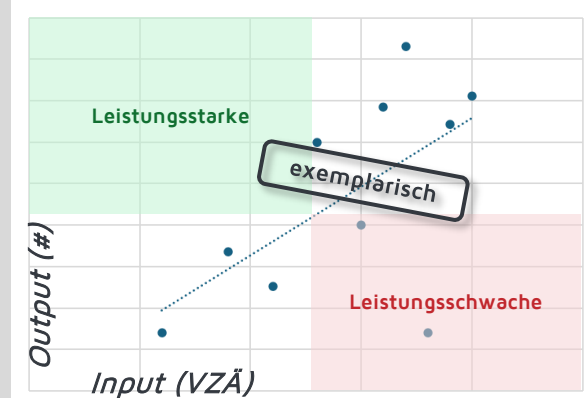 Leistungsstarke
exemplarisch
Output (#)
Leistungsschwache
Input (VZÄ)